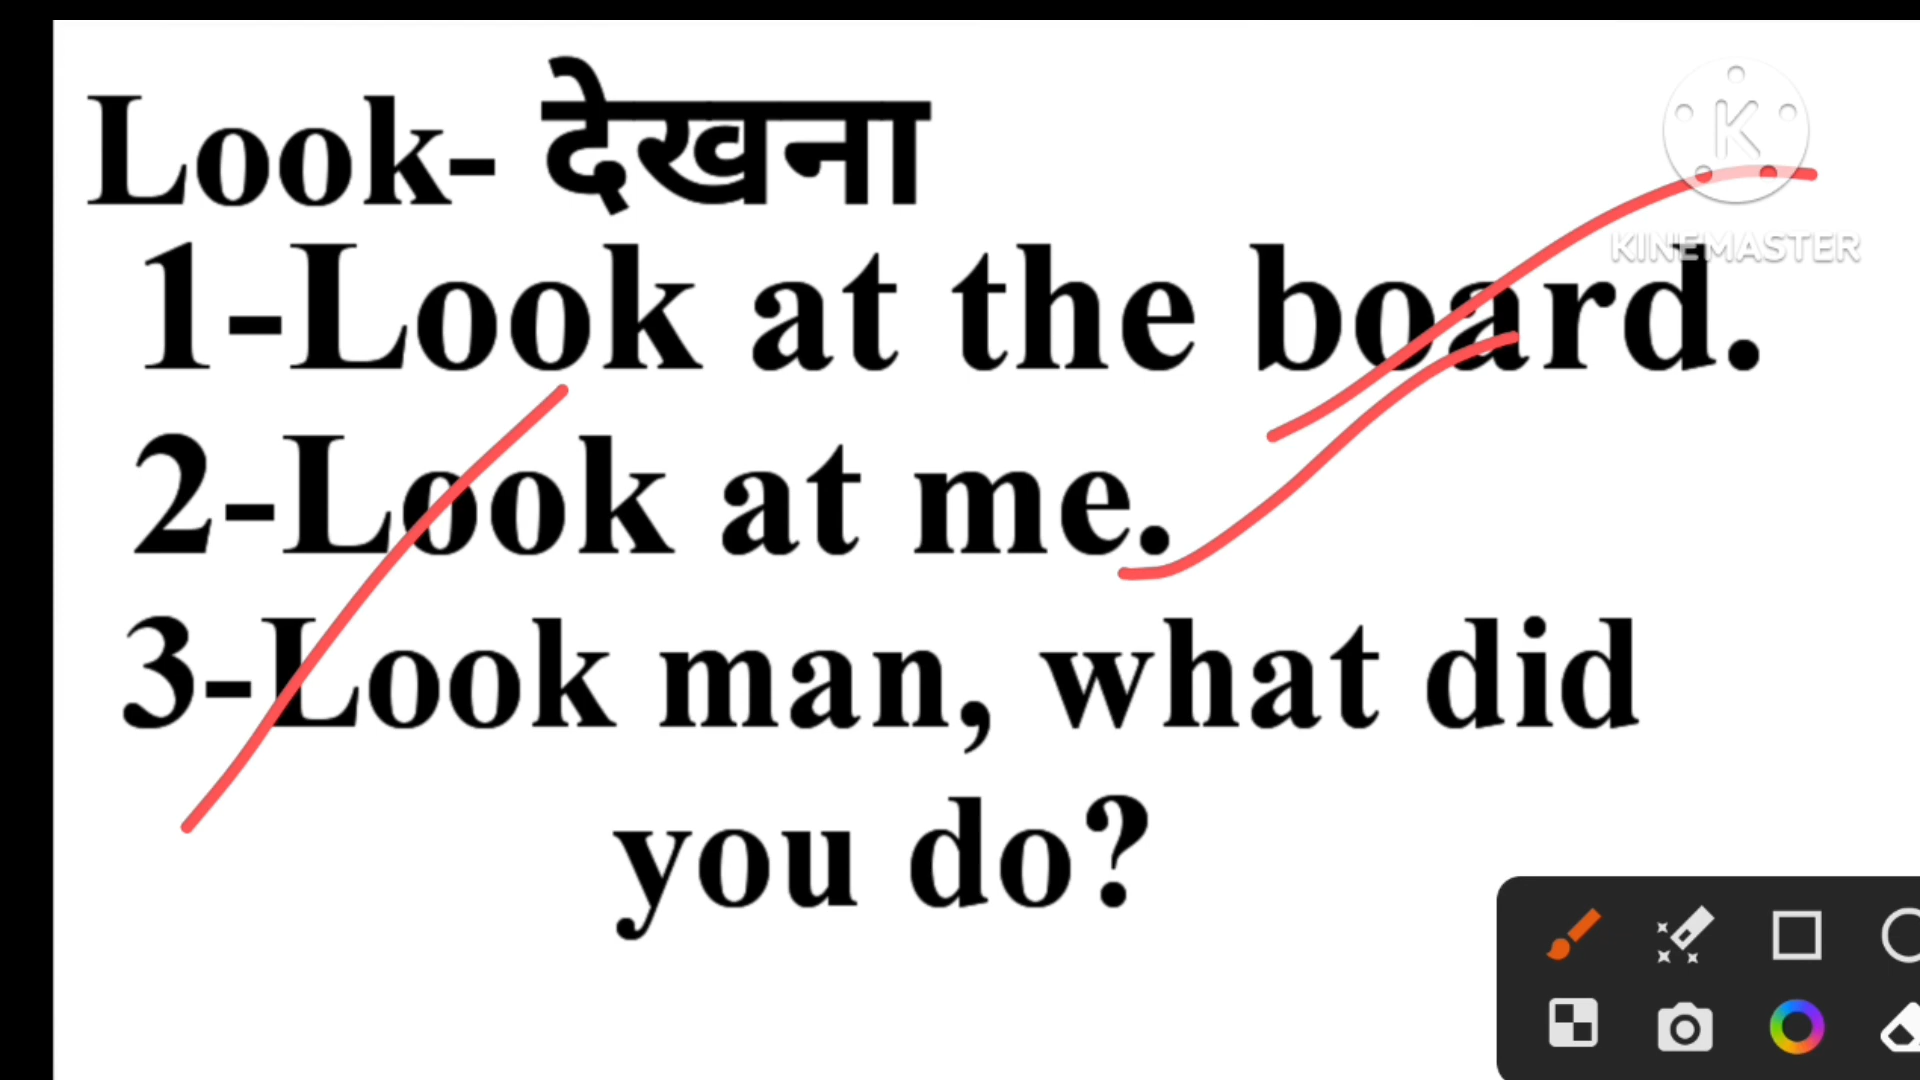 Look- देखना
K
KINEMASTER
1-Look at the board.
2-Look at me.
3-Look man, what did
you do?